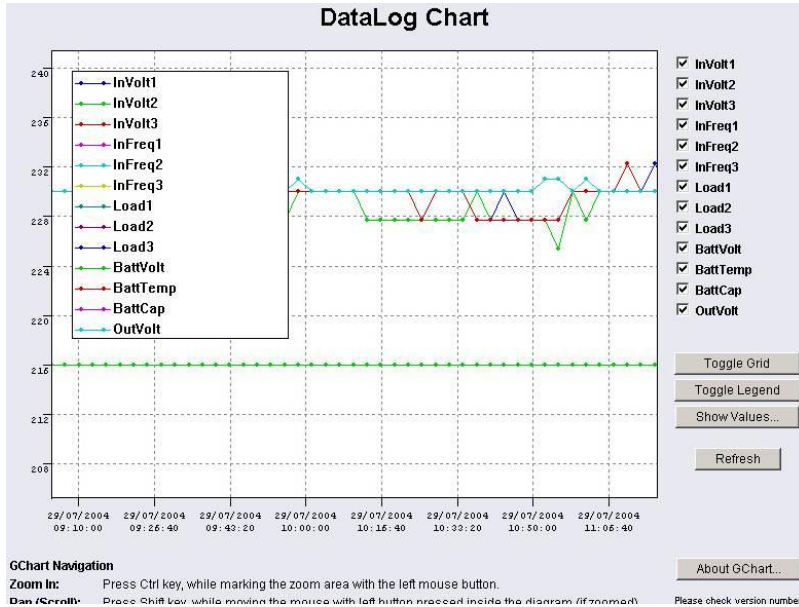 DataLog Chart
240
236
232
228
224
220
216
212
208
InVolt1
InVolt2
InVolt3
InFreq1
InFreq2
InFreq3
Load1
Load2
Load3
BattVolt
BattTemp
BattCap
OutVolt
29/07/2004 29/07/2004 29/07/2004 29/07/2004 29/07/2004 29/07/2004 29/07/2004 29/07/2004
09:10:00 09:26:40 09:43:20 10:00:00 10:16:40 10:33:20 10:50:00 11:06:40
InVolt1
InVolt2
InVolt3
InFreq1
InFreq2
InFreq3
Load1
Load2
Load3
BattVolt
BattTemp
BattCap
OutVolt
Toggle Grid
Toggle Legend
Show Values...
Refresh
About GChart...
Please check version number
GChart Navigation
Zoom In: Press Ctrl key, while marking the zoom area with the left mouse button.
Pan (Scroll): Press Shift key, while moving the mouse with left button pressed inside the diagram (if zoomed)